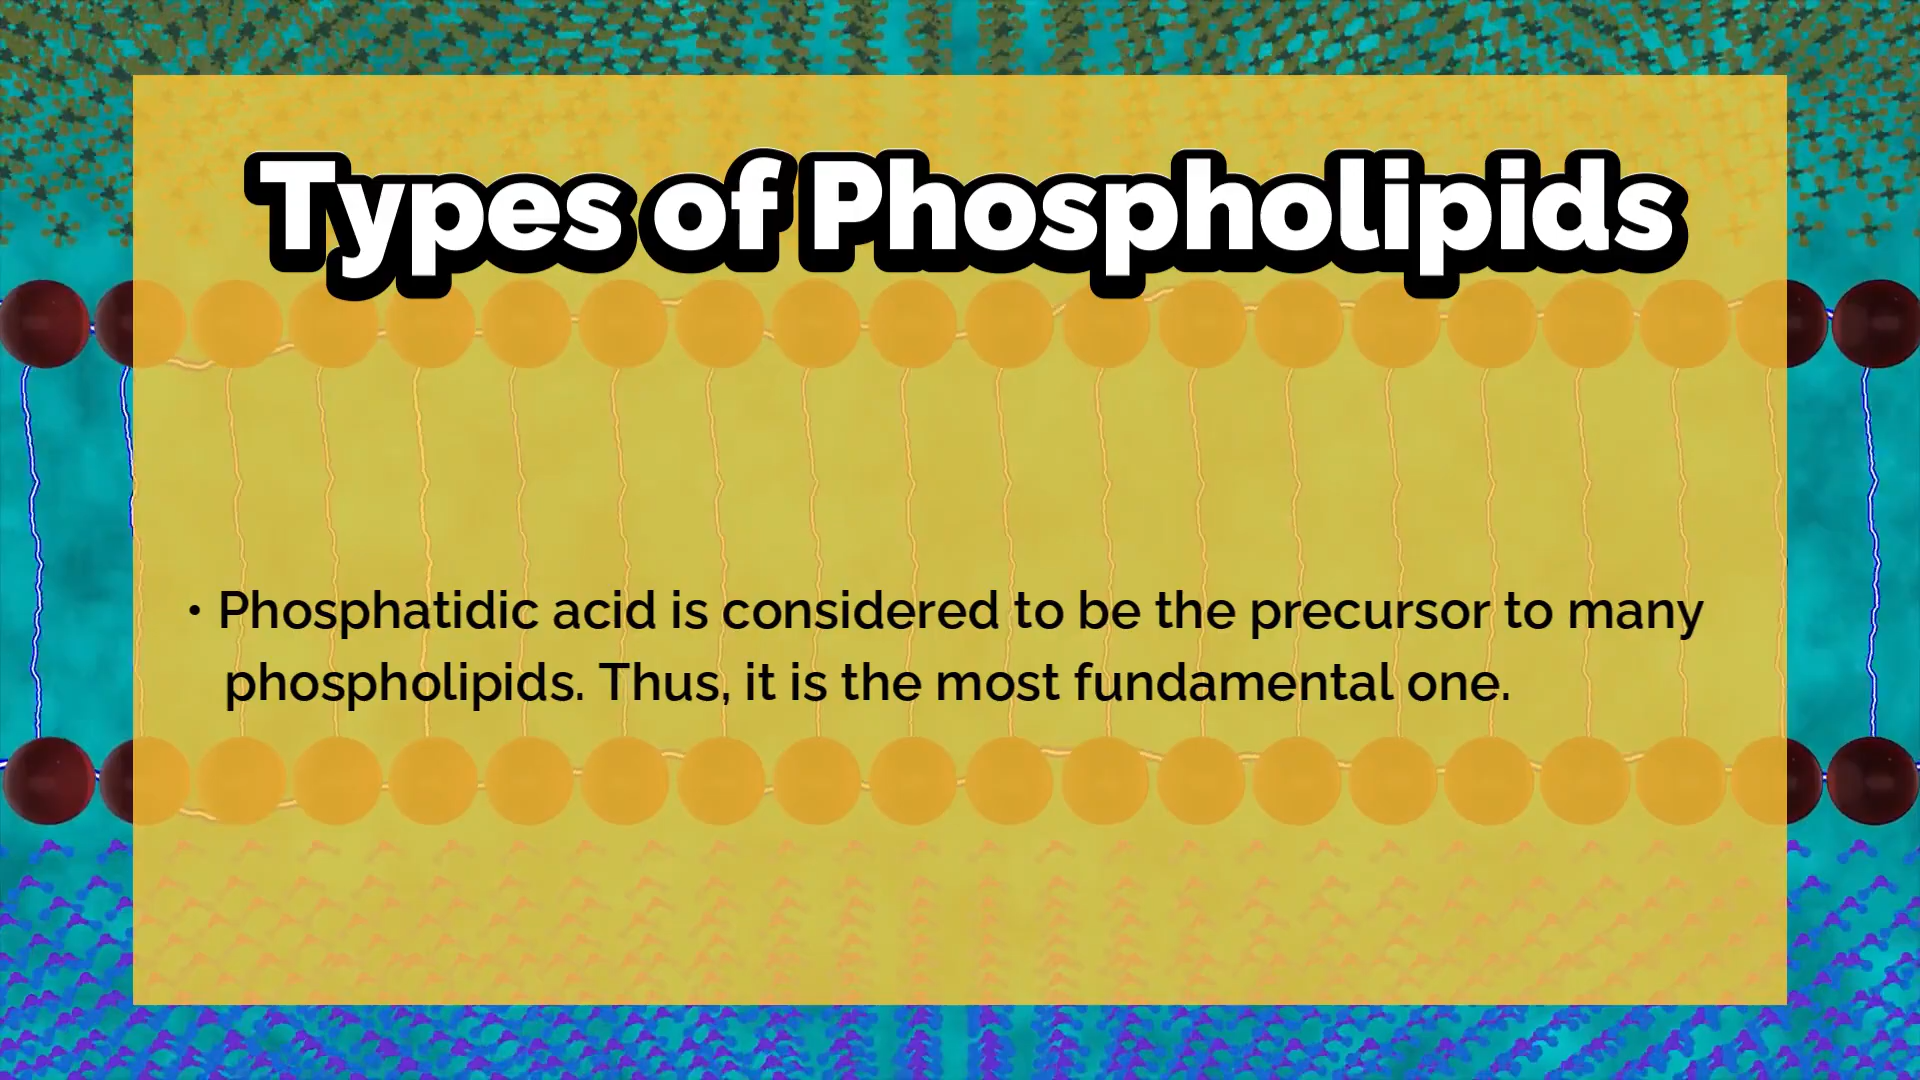 Types of Phospholipids
• Phosphatidic acid is considered to be the precursor to many
phospholipids. Thus, it is the most fundamental one.